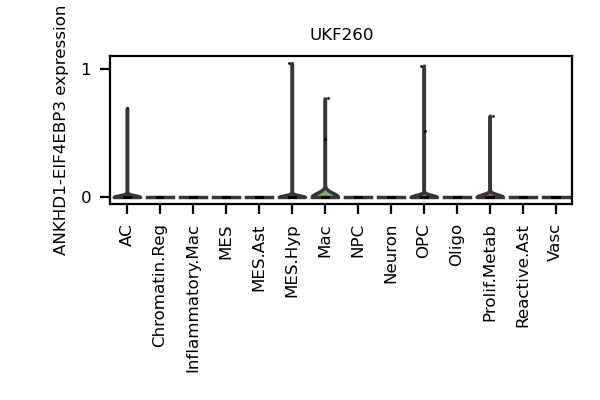 UKF260
ANKHD1-EIF4EBP3 expression
1
0
AC
Chromatin.Reg
Inflammatory.Mac
MES
MES.Ast
MES.Hyp
Mac
NPC
Neuron
OPC
Oligo
Prolif.Metab
Reactive.Ast
Vasc